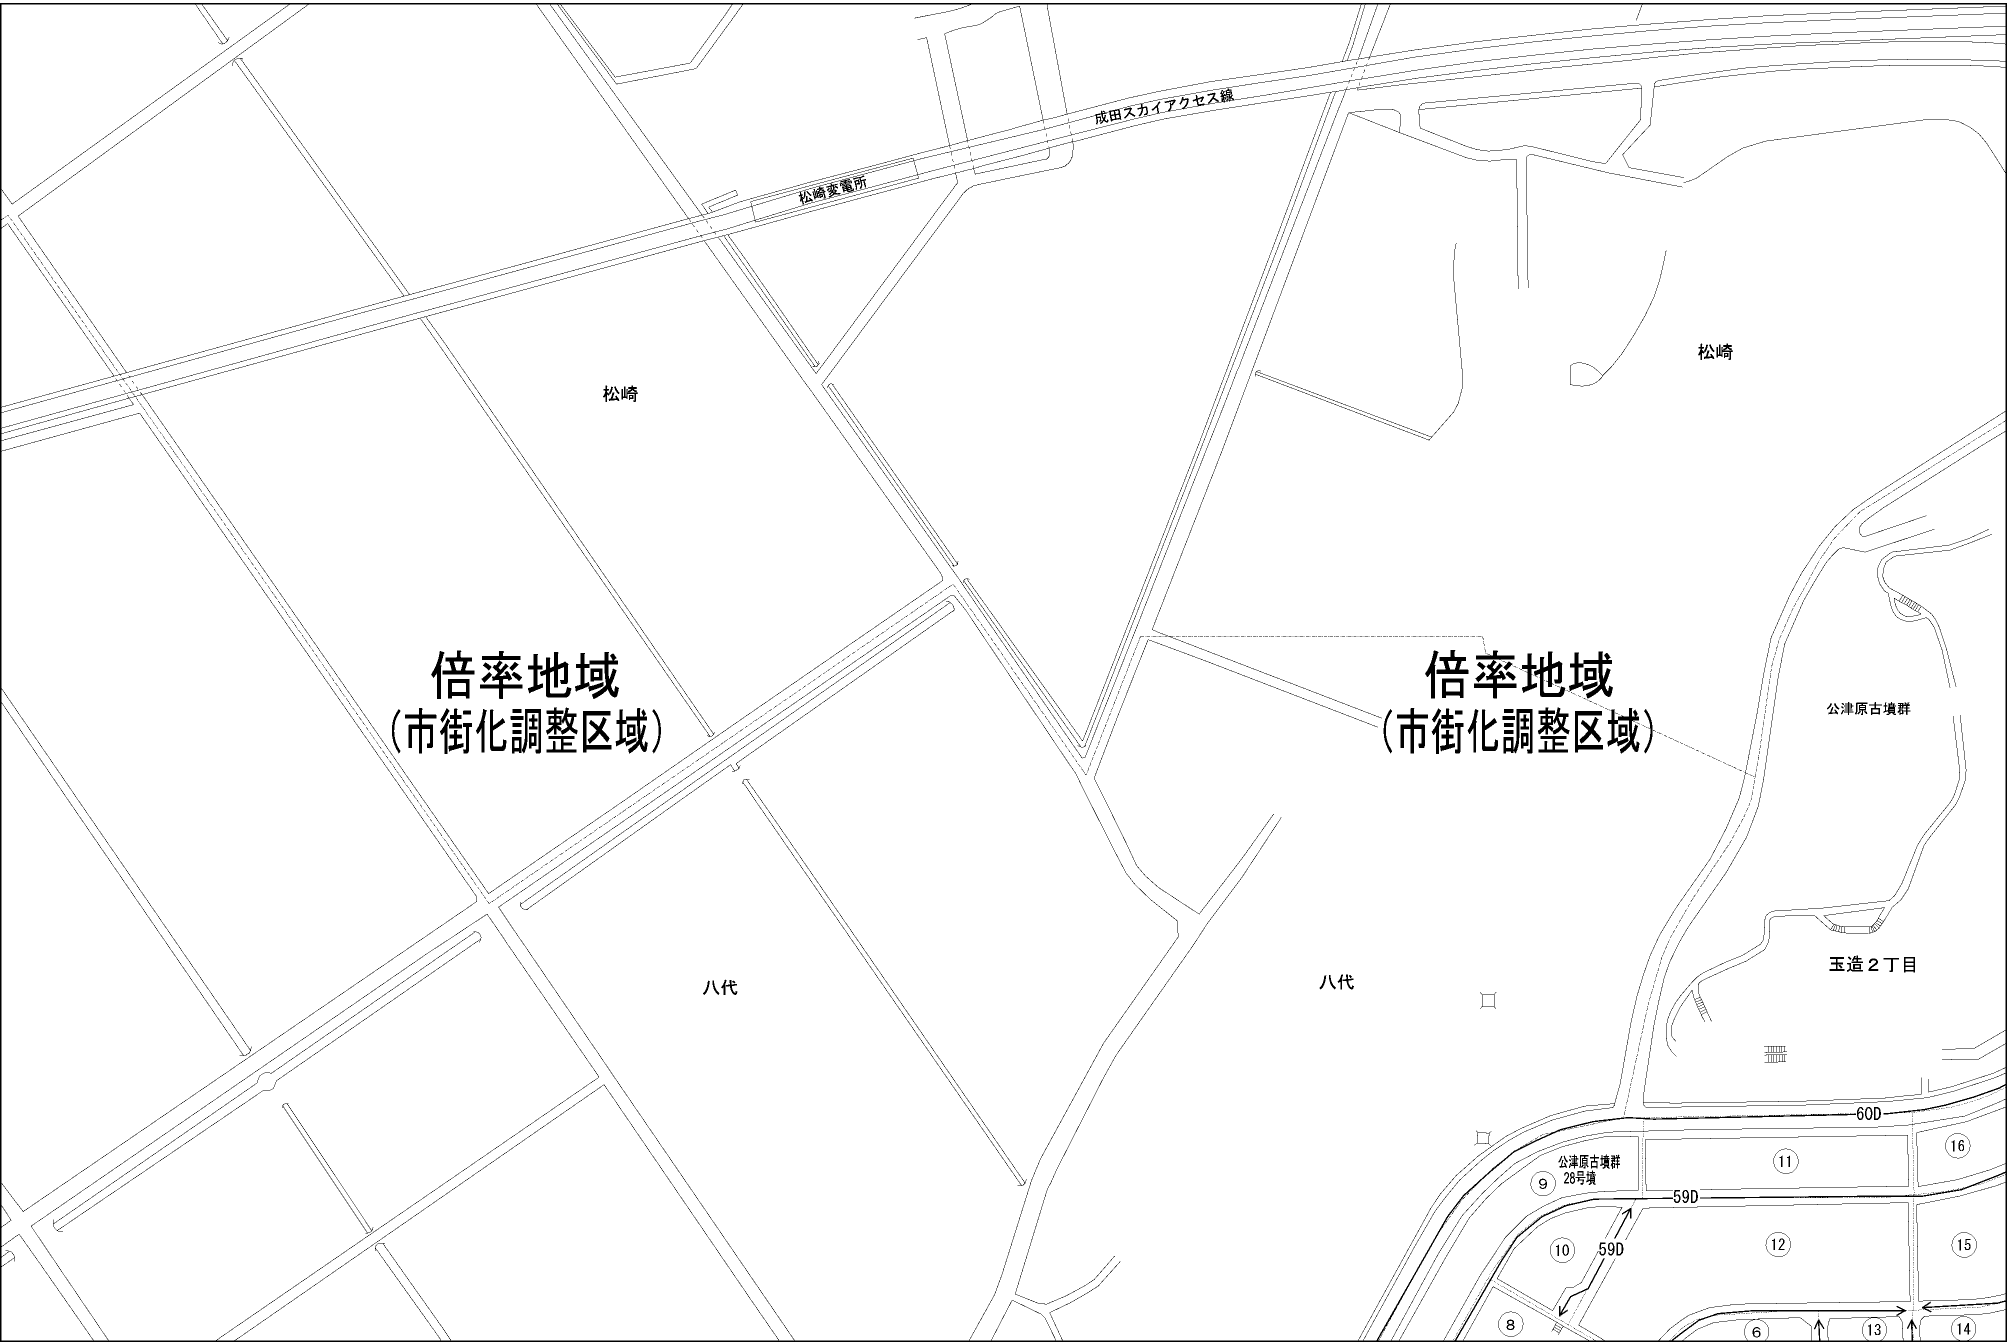 成田スカイアクセス線
松崎変電所
松崎
松崎
倍率地域
(市街化調整区域)
倍率地域
(市街化調整区域)
公津原古墳群
八代
八代
玉造2丁目
60D
16
公津原古墳群
28号墳
11
9
59D
10
59D
12
15
8
6
13
14